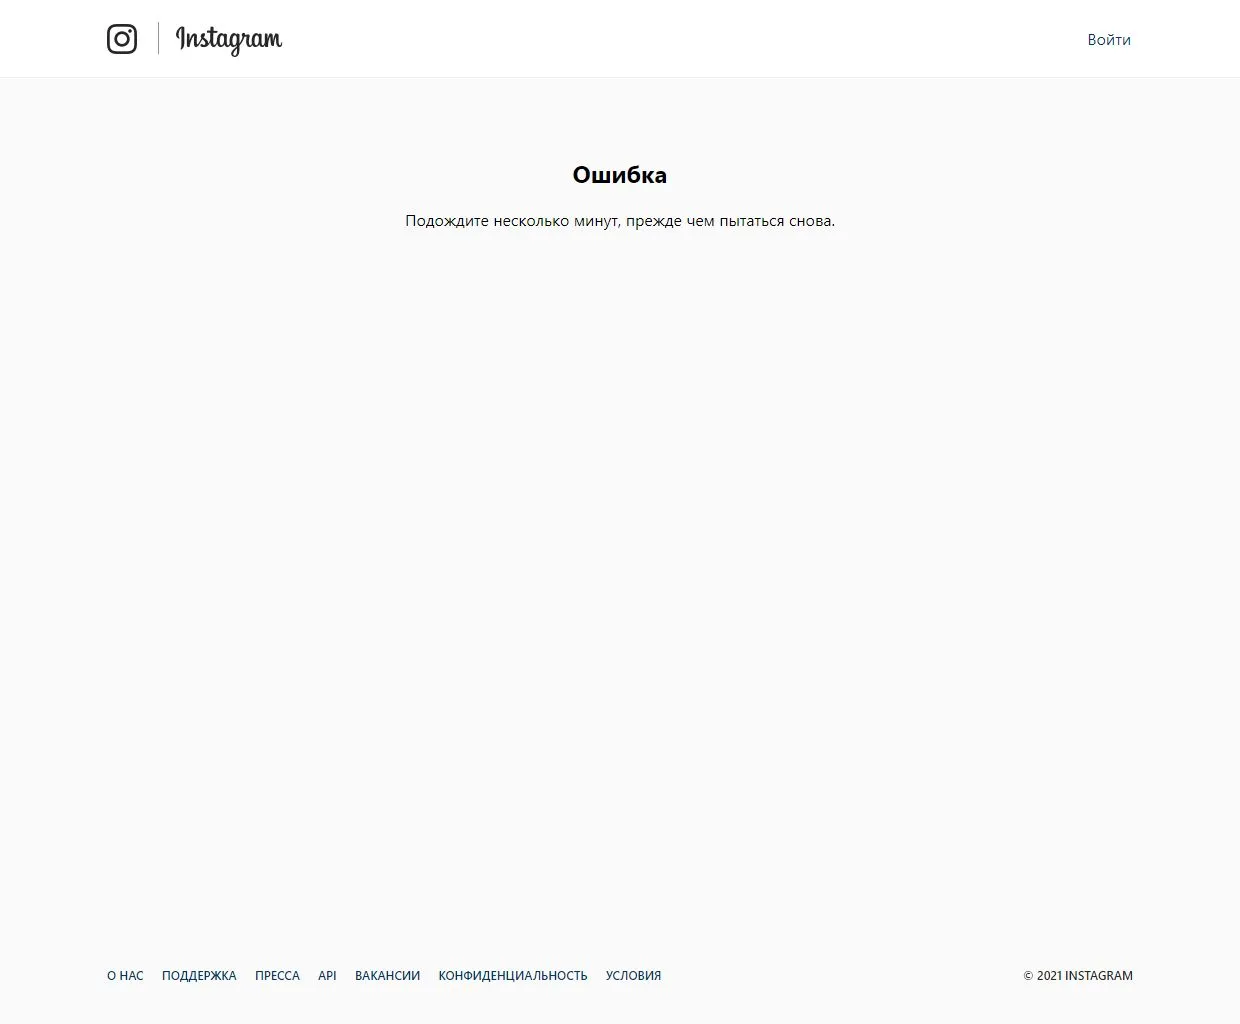 Instagram
Войти
Ошибка
Подождите несколько минут, прежде чем пытаться снова.
О НАС ПОДДЕРЖКА ПРЕССА API ВАКАНСИИ КОНФИДЕНЦИАЛЬНОСТЬ УСЛОВИЯ
© 2021 INSTAGRAM